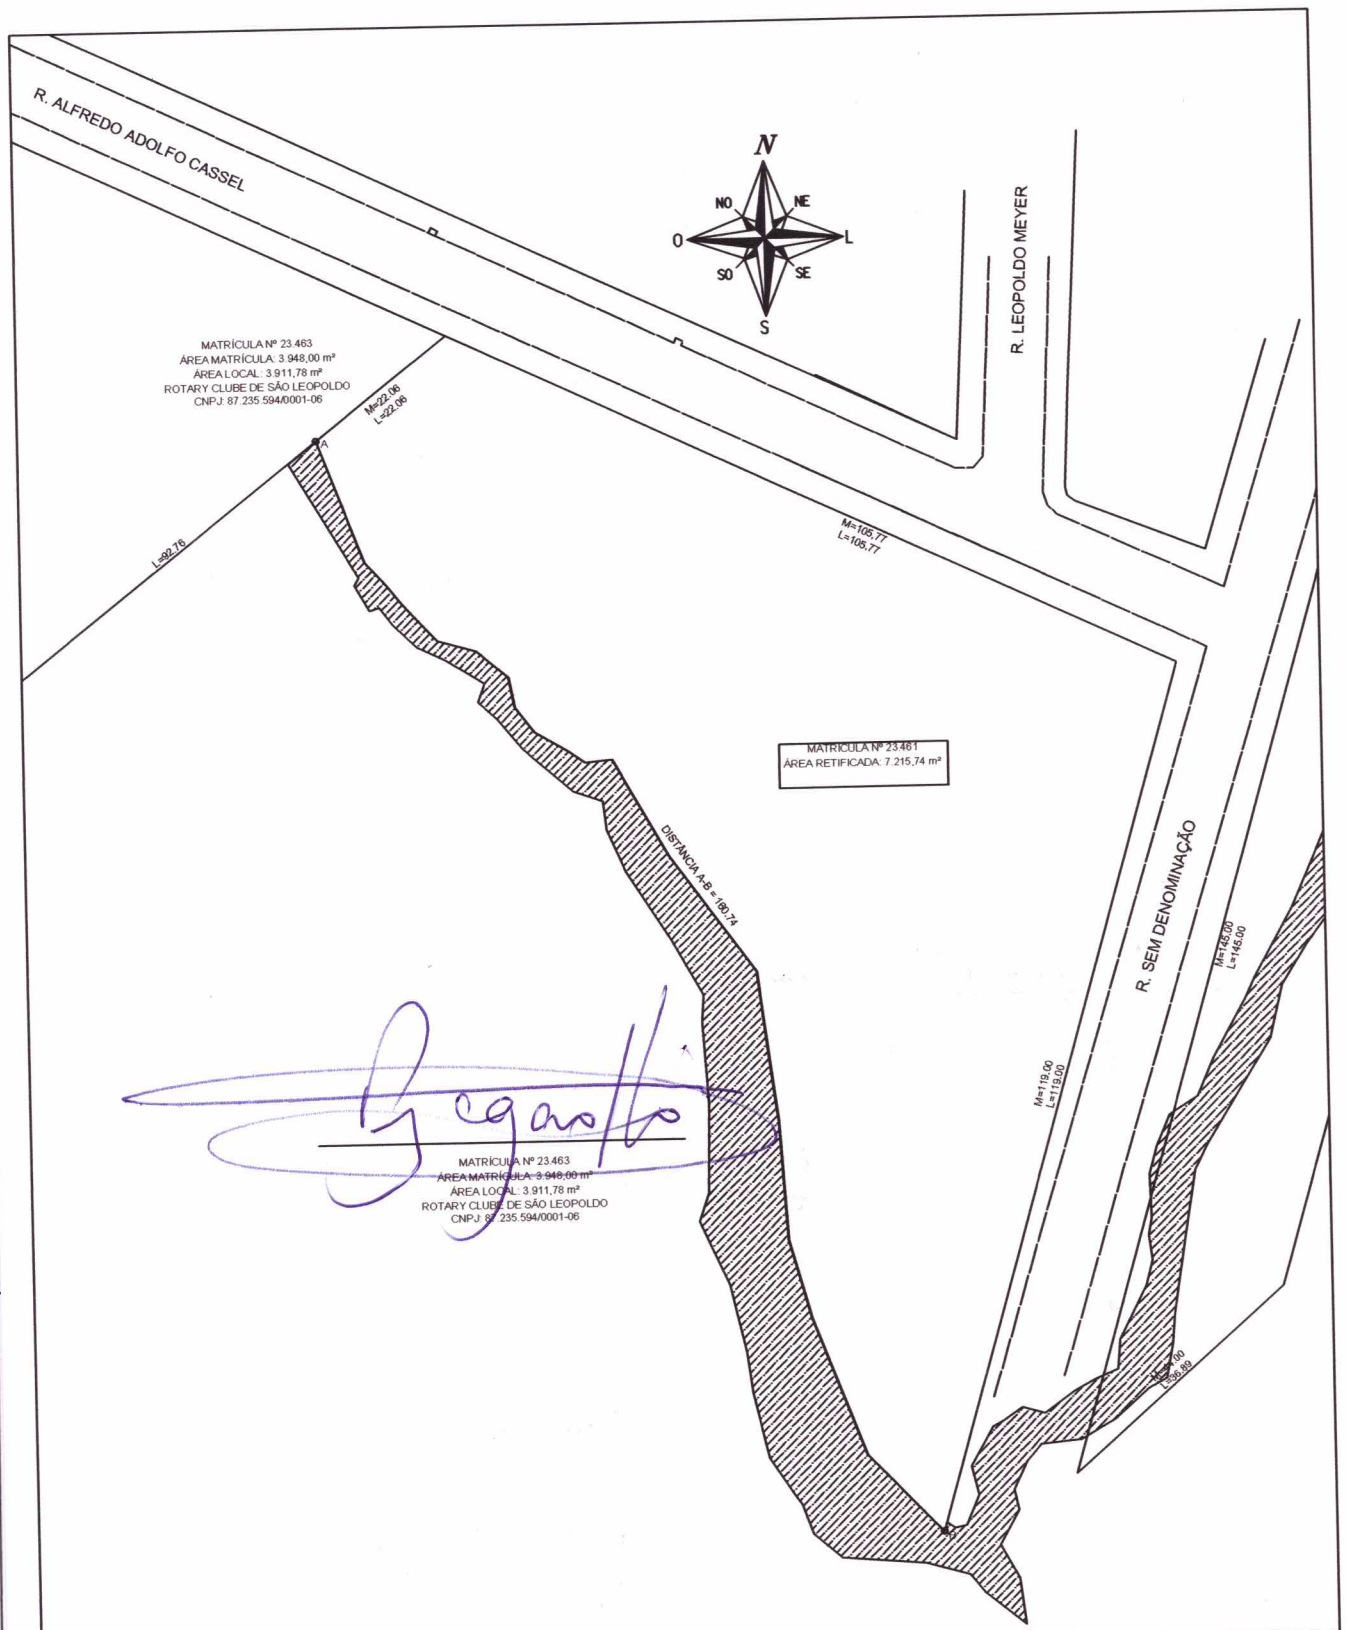 R. ALFREDO ADOLFO CASSEL
N
NO
NE
O
L
SO
SE
S
R. LEOPOLDO MEYER
MATRÍCULA Nº 23.463
ÁREA MATRÍCULA: 3.948,00 m²
ÁREA LOCAL: 3.911,78 m²
ROTARY CLUBE DE SÃO LEOPOLDO
CNPJ: 87.235.594/0001-06
M=22,06
L=22,06
A
L=92,76
M=105,77
L=105,77
MATRÍCULA Nº 23.461
ÁREA RETIFICADA: 7.215,74 m²
DISTÂNCIA A-B = 160,74
R. SEM DENOMINAÇÃO
M=145,00
L=145,00
M=119,00
L=119,00
MATRÍCULA Nº 23.463
ÁREA MATRÍCULA: 3.948,00 m²
ÁREA LOCAL: 3.911,78 m²
ROTARY CLUBE DE SÃO LEOPOLDO
CNPJ: 87.235.594/0001-06
L=36,89
B